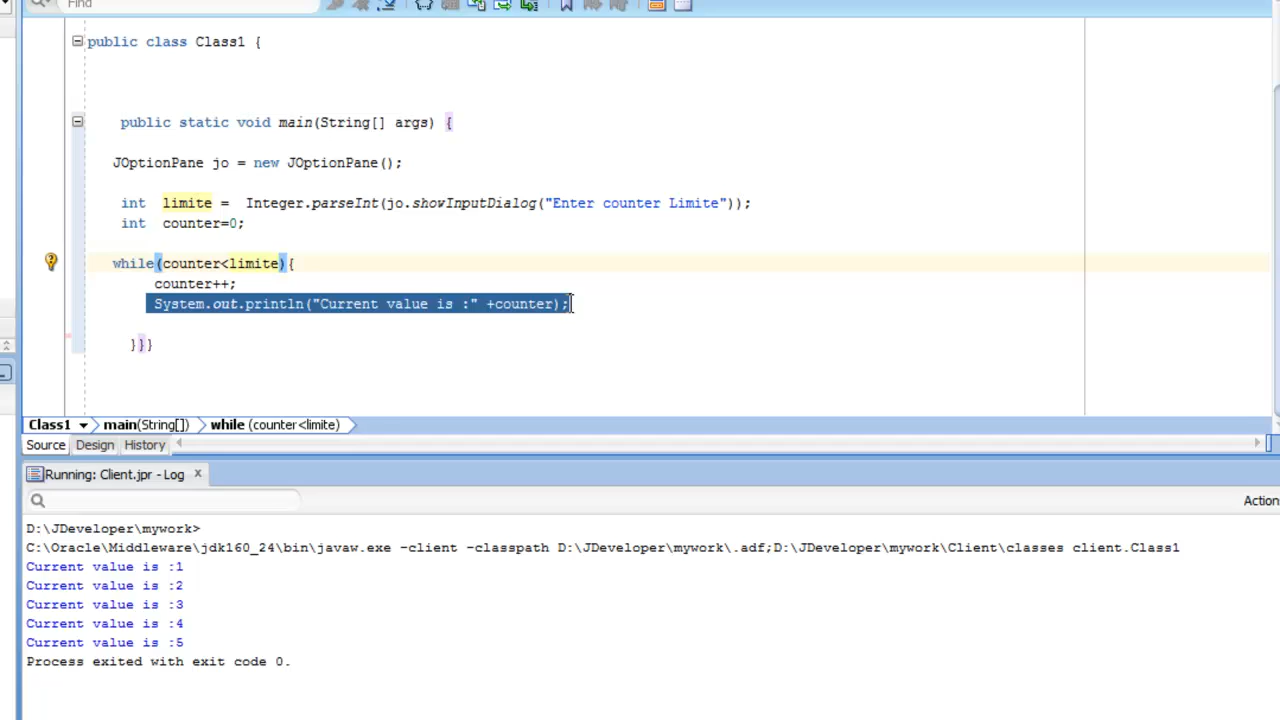 Find
public class Class1 {
public static void main(String[] args) {
JOptionPane jo = new JOptionPane();
int limite = Integer.parseInt(jo.showInputDialog("Enter counter Limite"));
int counter=0;
while(counter<limite){
counter++;
System.out.println("Current value is :" +counter);
}}}
Class1 main(String[]) while (counter<limite)
Source Design History
Running: Client.jpr - Log ×
Action
D:\JDeveloper\mywork>
C:\Oracle\Middleware\jdk160_24\bin\javaw.exe -client -classpath D:\JDeveloper\mywork\.adf;D:\JDeveloper\mywork\Client\classes client.Class1
Current value is :1
Current value is :2
Current value is :3
Current value is :4
Current value is :5
Process exited with exit code 0.